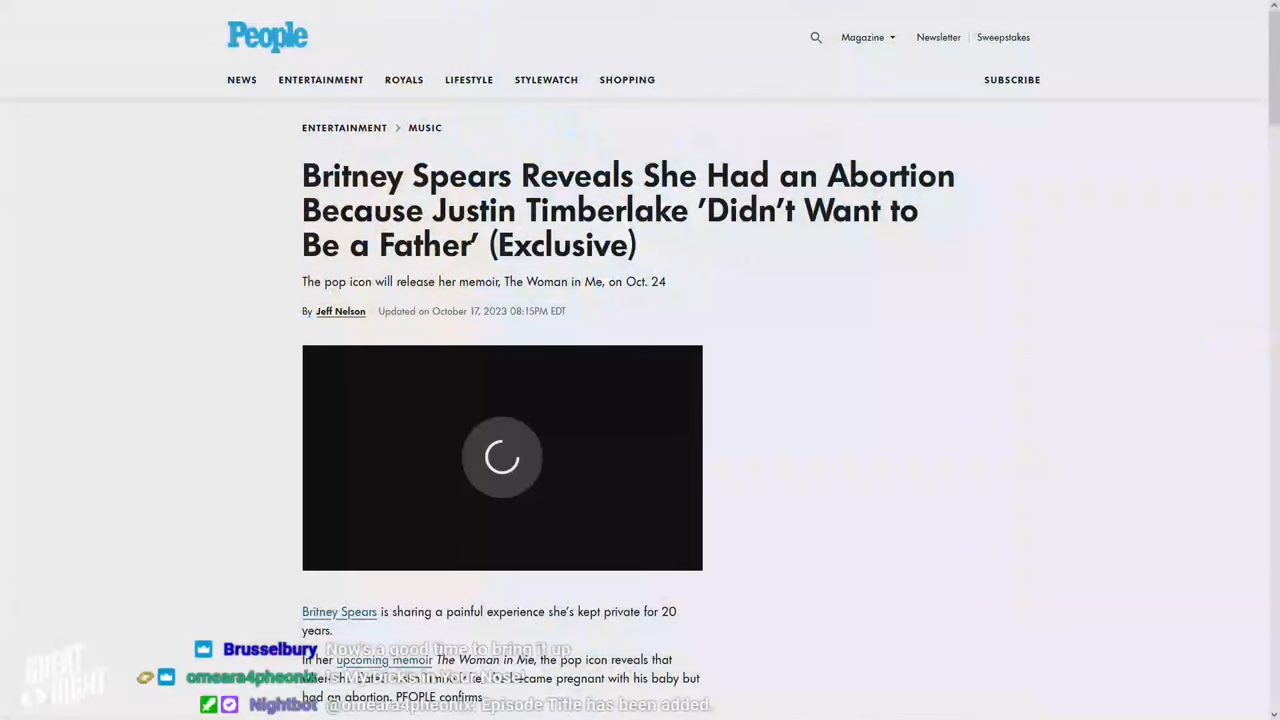 People
Magazine
Newsletter
Sweepstakes
NEWS
ENTERTAINMENT
ROYALS
LIFESTYLE
STYLEWATCH
SHOPPING
SUBSCRIBE
ENTERTAINMENT > MUSIC
Britney Spears Reveals She Had an Abortion
Because Justin Timberlake 'Didn't Want to
Be a Father' (Exclusive)
The pop icon will release her memoir, The Woman in Me, on Oct. 24
By Jeff Nelson Updated on October 17, 2023 08:15PM EDT
Britney Spears is sharing a painful experience she's kept private for 20
years.
Brusselbury Now's a good time to bring it up
In her upcoming memoir The Woman in Me, the pop icon reveals that
omeara4pheonix in Your Nose!
became pregnant with his baby but
had an abortion, PEOPLE confirms
Nightbot @omeara4pheonix: Episode Title has been added.
GREAT NIGHT